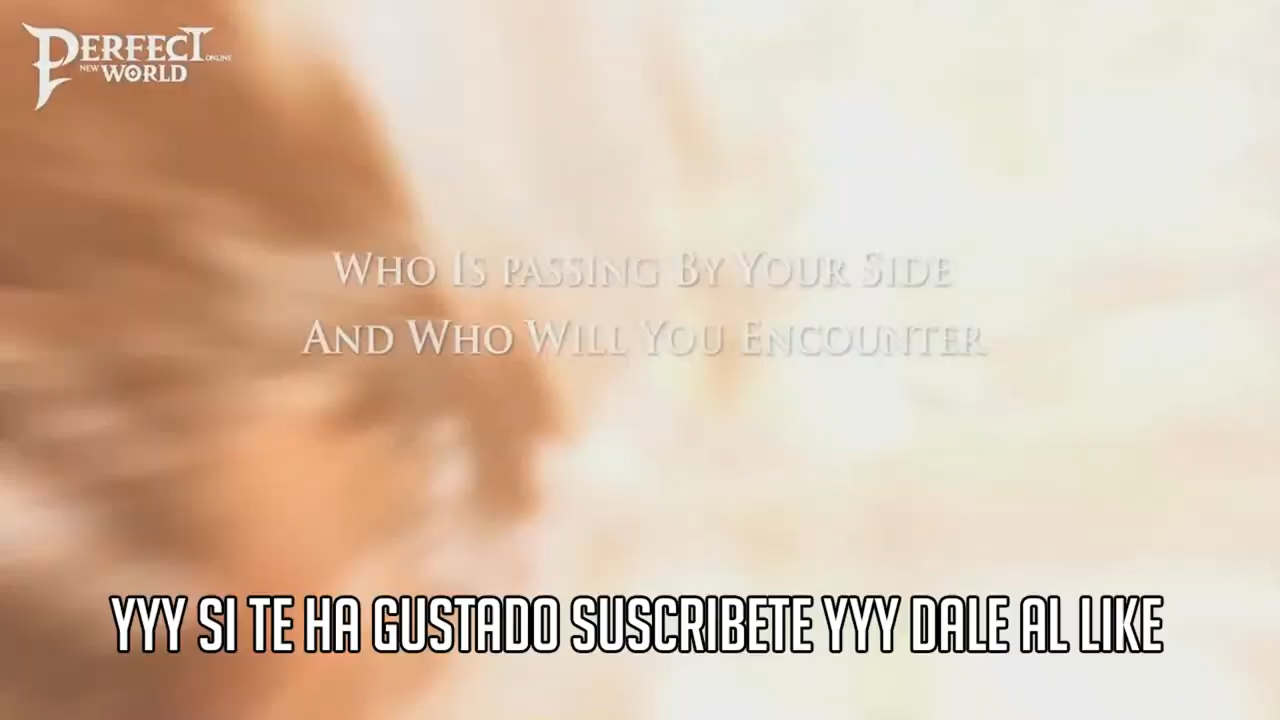 PERFECT ONLINE
NEW WORLD
WHO IS PASSING BY YOUR SIDE
AND WHO WILL YOU ENCOUNTER
YYY SI TE HA GUSTADO SUSCRIBETE YYY DALE AL LIKE